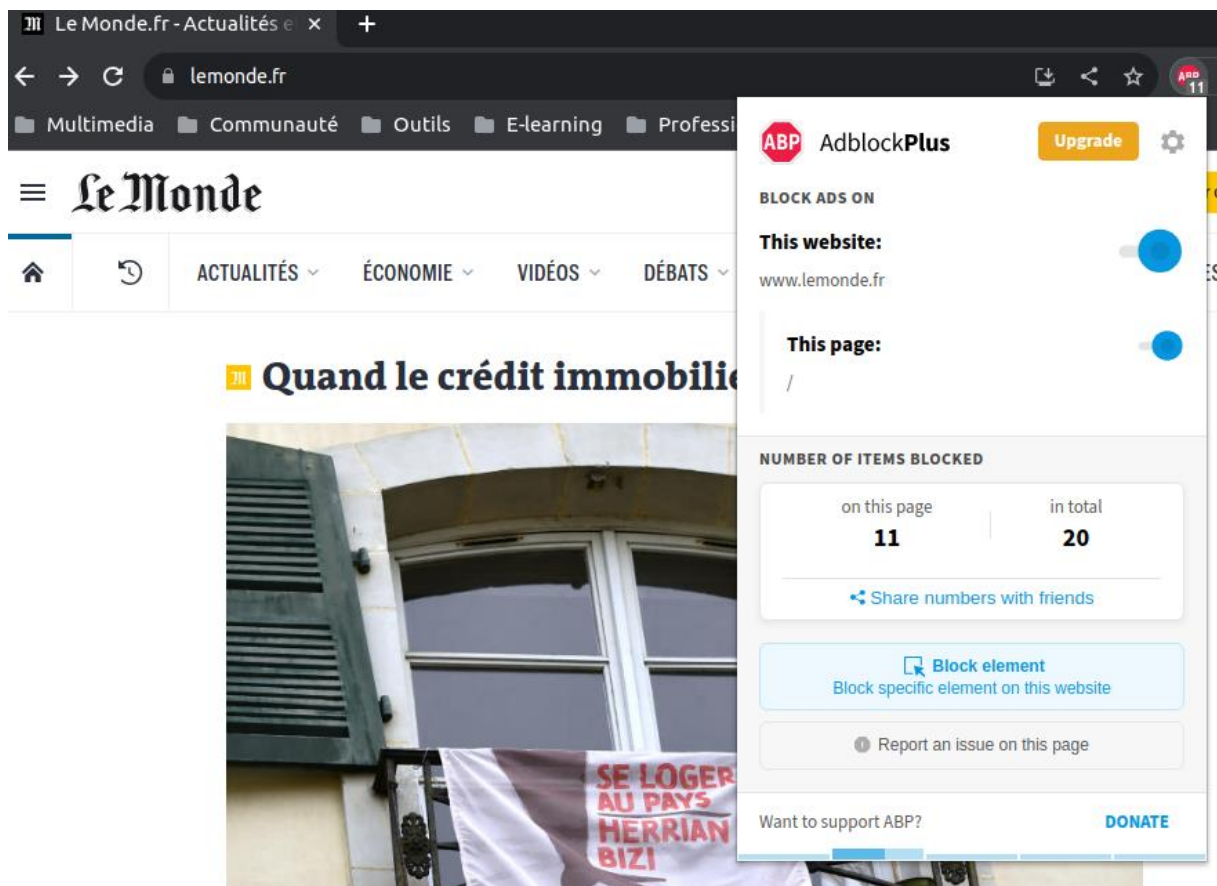 Le Monde.fr - Actualités e
lemonde.fr
ABP
11
Multimedia Communauté Outils E-learning Professi
Le Monde
ACTUALITÉS ÉCONOMIE VIDÉOS DÉBATS
ES
Quand le crédit immobilie
SE LOGER
AU PAYS
HERRIAN
BIZI
ABP AdblockPlus Upgrade
BLOCK ADS ON
This website:
www.lemonde.fr
This page:
/
NUMBER OF ITEMS BLOCKED
on this page in total
11 20
Share numbers with friends
Block element
Block specific element on this website
Report an issue on this page
Want to support ABP? DONATE